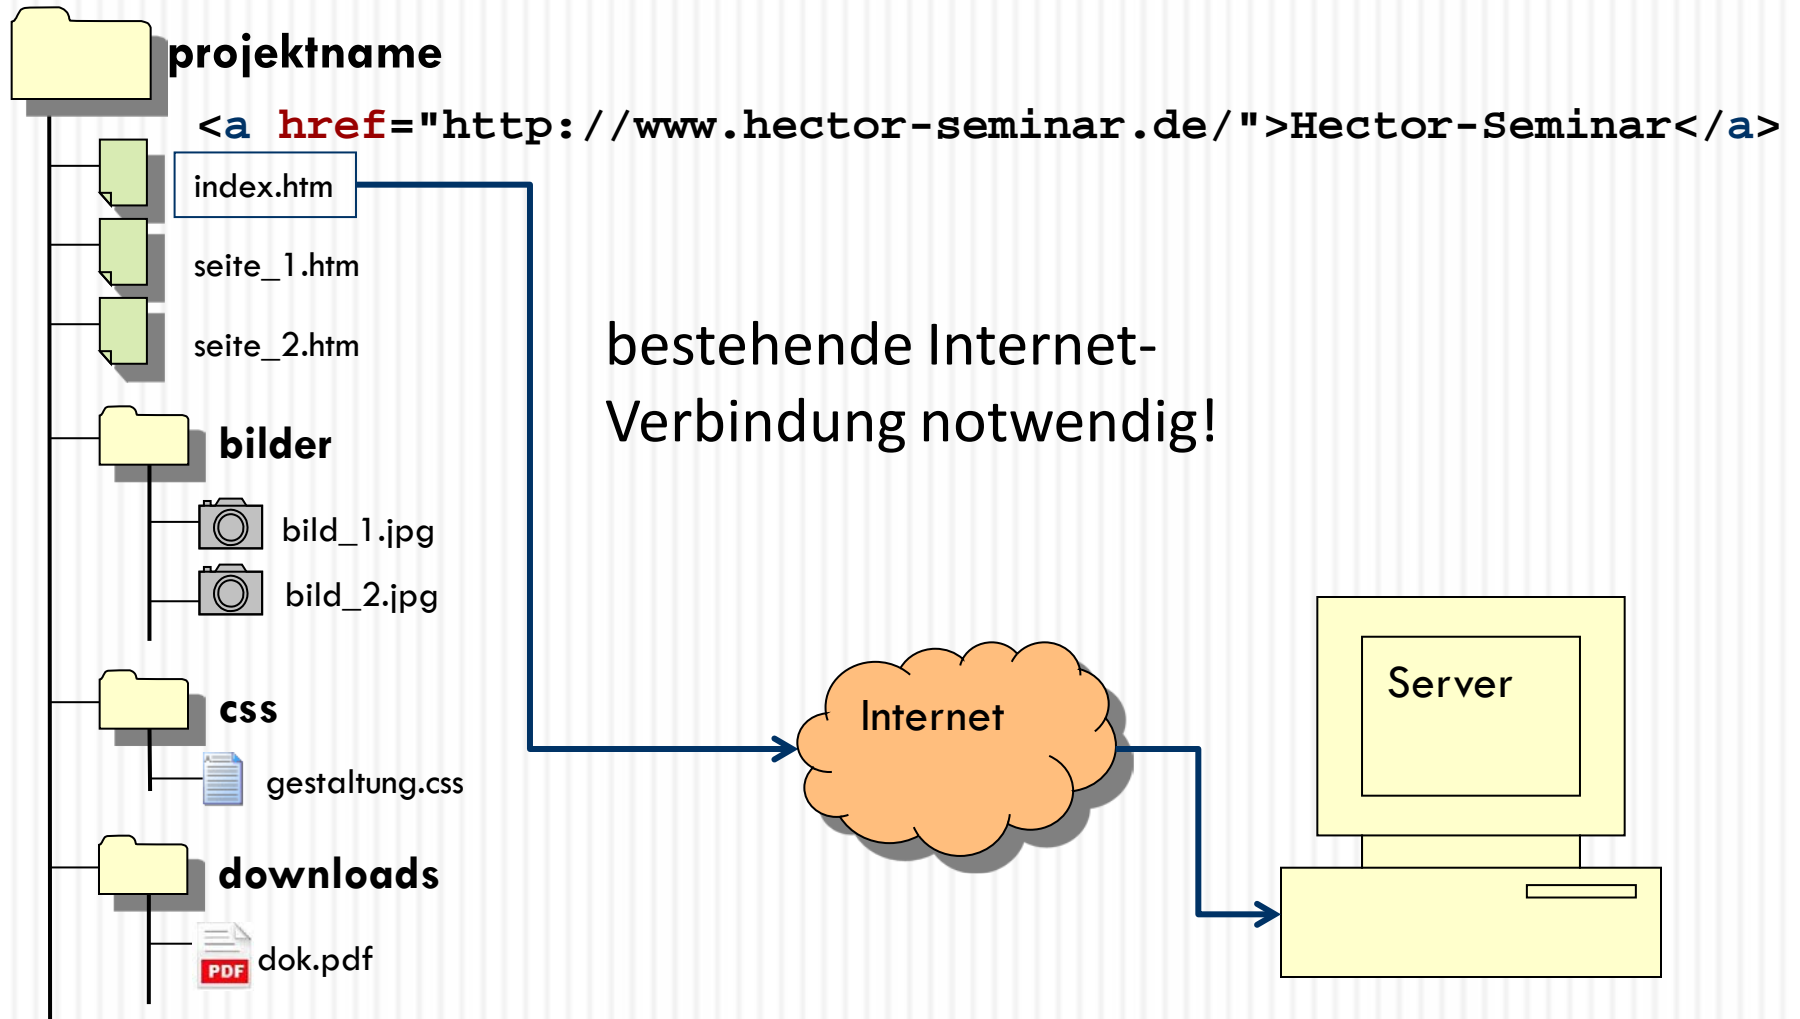 projektname
<a href="http://www.hector-seminar.de/">Hector-Seminar</a>
index.htm
seite_1.htm
seite_2.htm
bestehende Internet-
Verbindung notwendig!
bilder
bild_1.jpg
bild_2.jpg
css
gestaltung.css
downloads
PDF
dok.pdf
Internet
Server